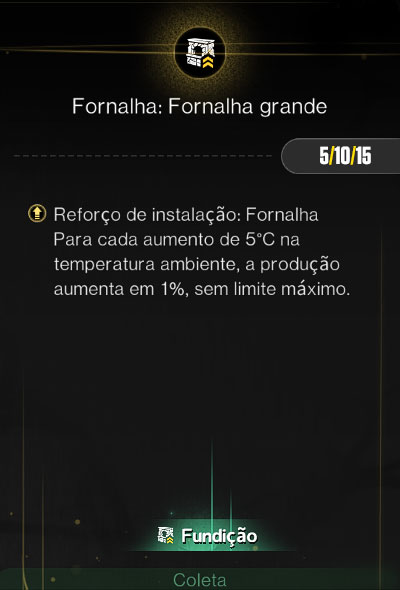 Fornalha: Fornalha grande
5/10/15
Reforço de instalação: Fornalha
Para cada aumento de 5°C na
temperatura ambiente, a produção
aumenta em 1%, sem limite máximo.
Fundição
Coleta